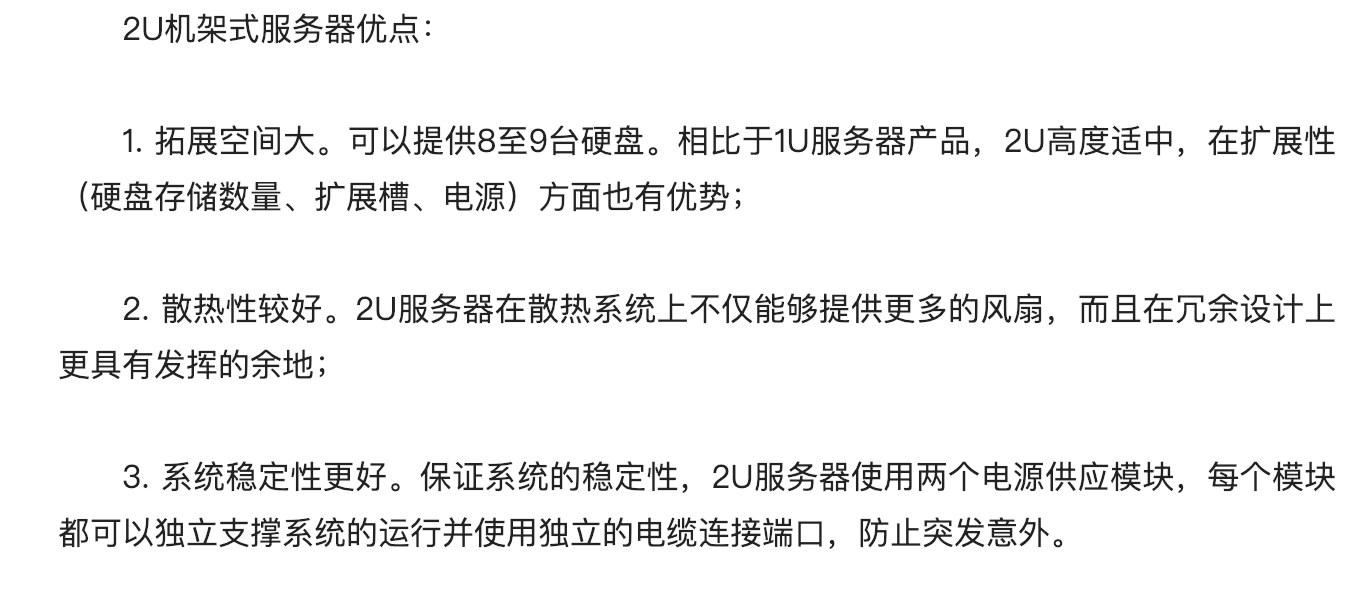 2U机架式服务器优点：
1. 拓展空间大。可以提供8至9台硬盘。相比于1U服务器产品，2U高度适中，在扩展性
（硬盘存储数量、扩展槽、电源）方面也有优势；
2. 散热性较好。2U服务器在散热系统上不仅能够提供更多的风扇，而且在冗余设计上
更具有发挥的余地；
3. 系统稳定性更好。保证系统的稳定性，2U服务器使用两个电源供应模块，每个模块
都可以独立支撑系统的运行并使用独立的电缆连接端口，防止突发意外。